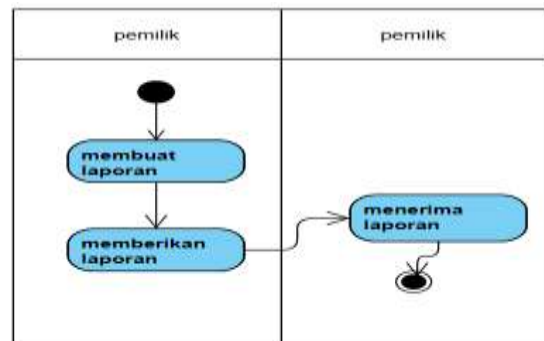 pemilik
pemilik
membuat
laporan
memberikan
laporan
menerima
laporan